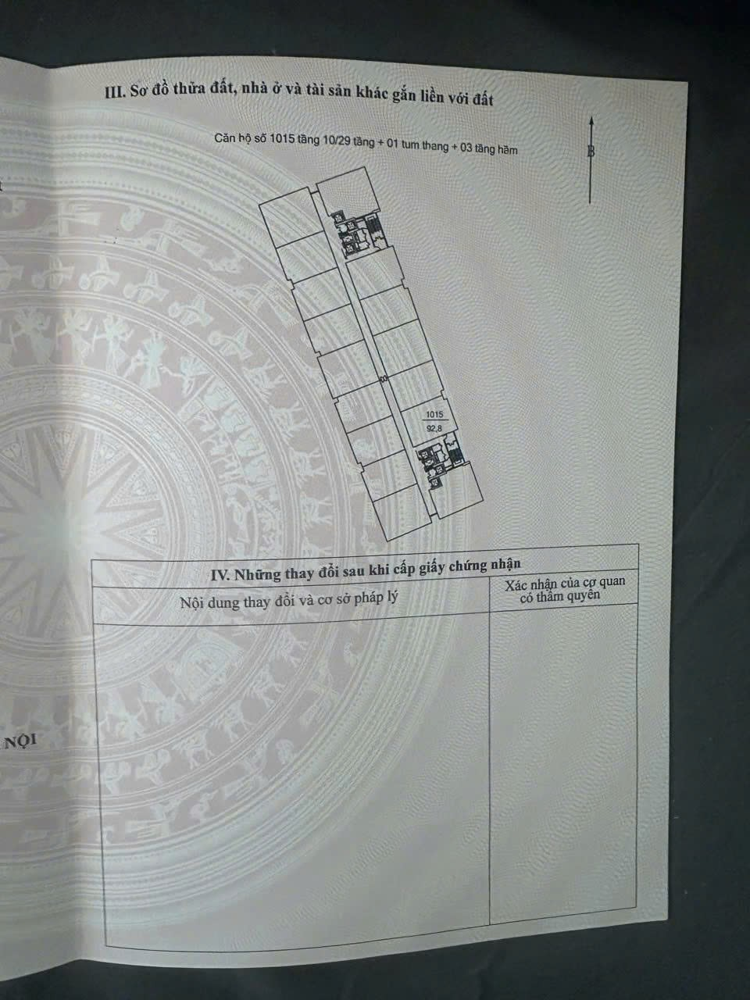 III. Sơ đồ thửa đất, nhà ở và tài sản khác gắn liền với đất
Căn hộ số 1015 tầng 10/29 tầng + 01 tum thang + 03 tầng hầm
B
1015
92,8
IV. Những thay đổi sau khi cấp giấy chứng nhận
Nội dung thay đổi và cơ sở pháp lý
Xác nhận của cơ quan
có thẩm quyền
NỘI